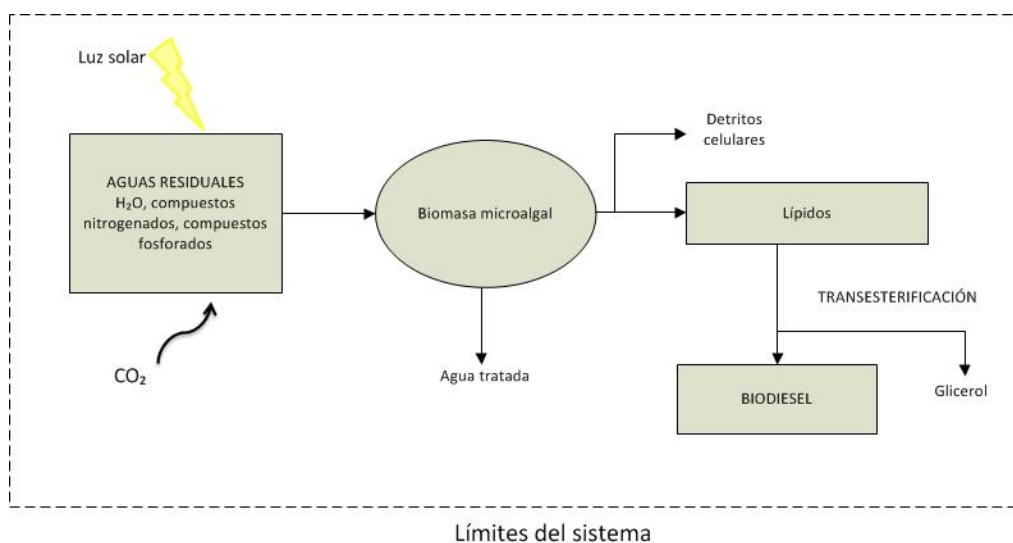 Luz solar
AGUAS RESIDUALES
H₂O, compuestos
nitrogenados, compuestos
fosforados
CO₂
Biomasa microalgal
Agua tratada
Detritos
celulares
Lípidos
TRANSESTERIFICACIÓN
BIODIESEL
Glicerol
Límites del sistema